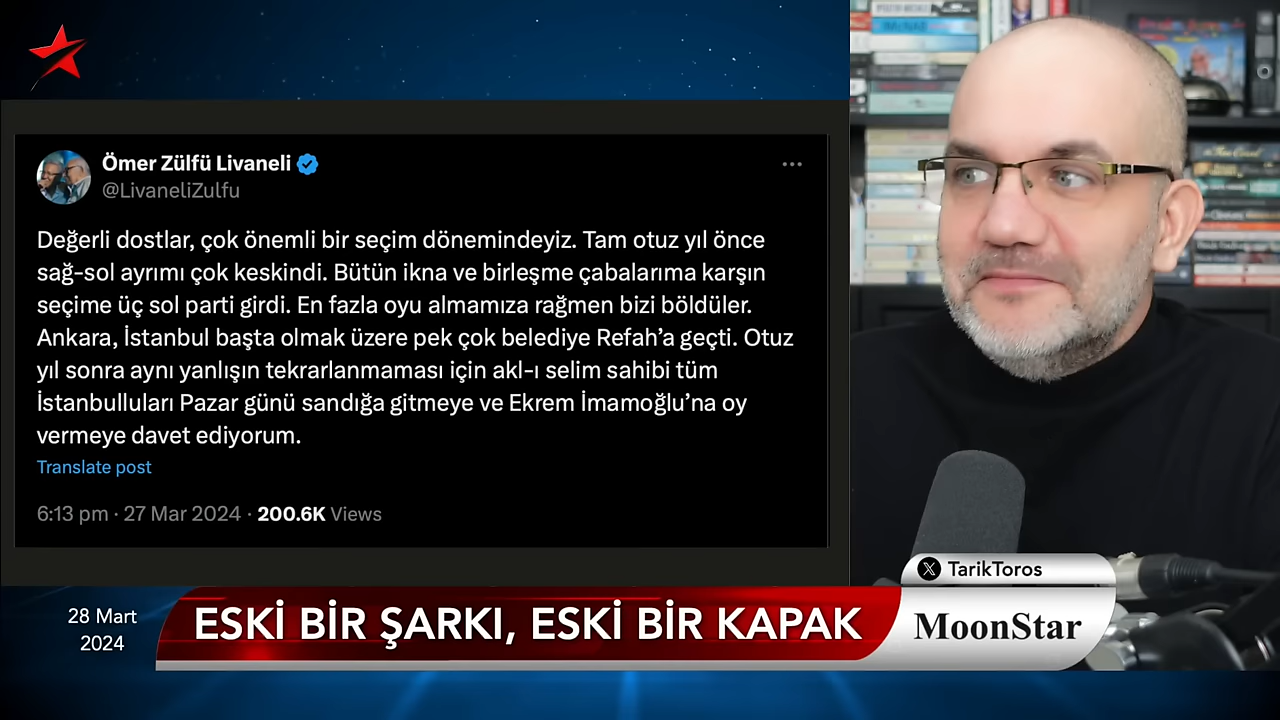 Ömer Zülfü Livaneli
@LivaneliZulfu
Değerli dostlar, çok önemli bir seçim dönemindeyiz. Tam otuz yıl önce
sağ-sol ayrımı çok keskindi. Bütün ikna ve birleşme çabalarıma karşın
seçime üç sol parti girdi. En fazla oyu almamıza rağmen bizi böldüler.
Ankara, İstanbul başta olmak üzere pek çok belediye Refah’a geçti. Otuz
yıl sonra aynı yanlışın tekrarlanmaması için akl-ı selim sahibi tüm
İstanbulluları Pazar günü sandığa gitmeye ve Ekrem İmamoğlu’na oy
vermeye davet ediyorum.
Translate post
6:13 pm · 27 Mar 2024 · 200.6K Views
X TarikToros
28 Mart
2024
ESKİ BİR ŞARKI, ESKİ BİR KAPAK
MoonStar